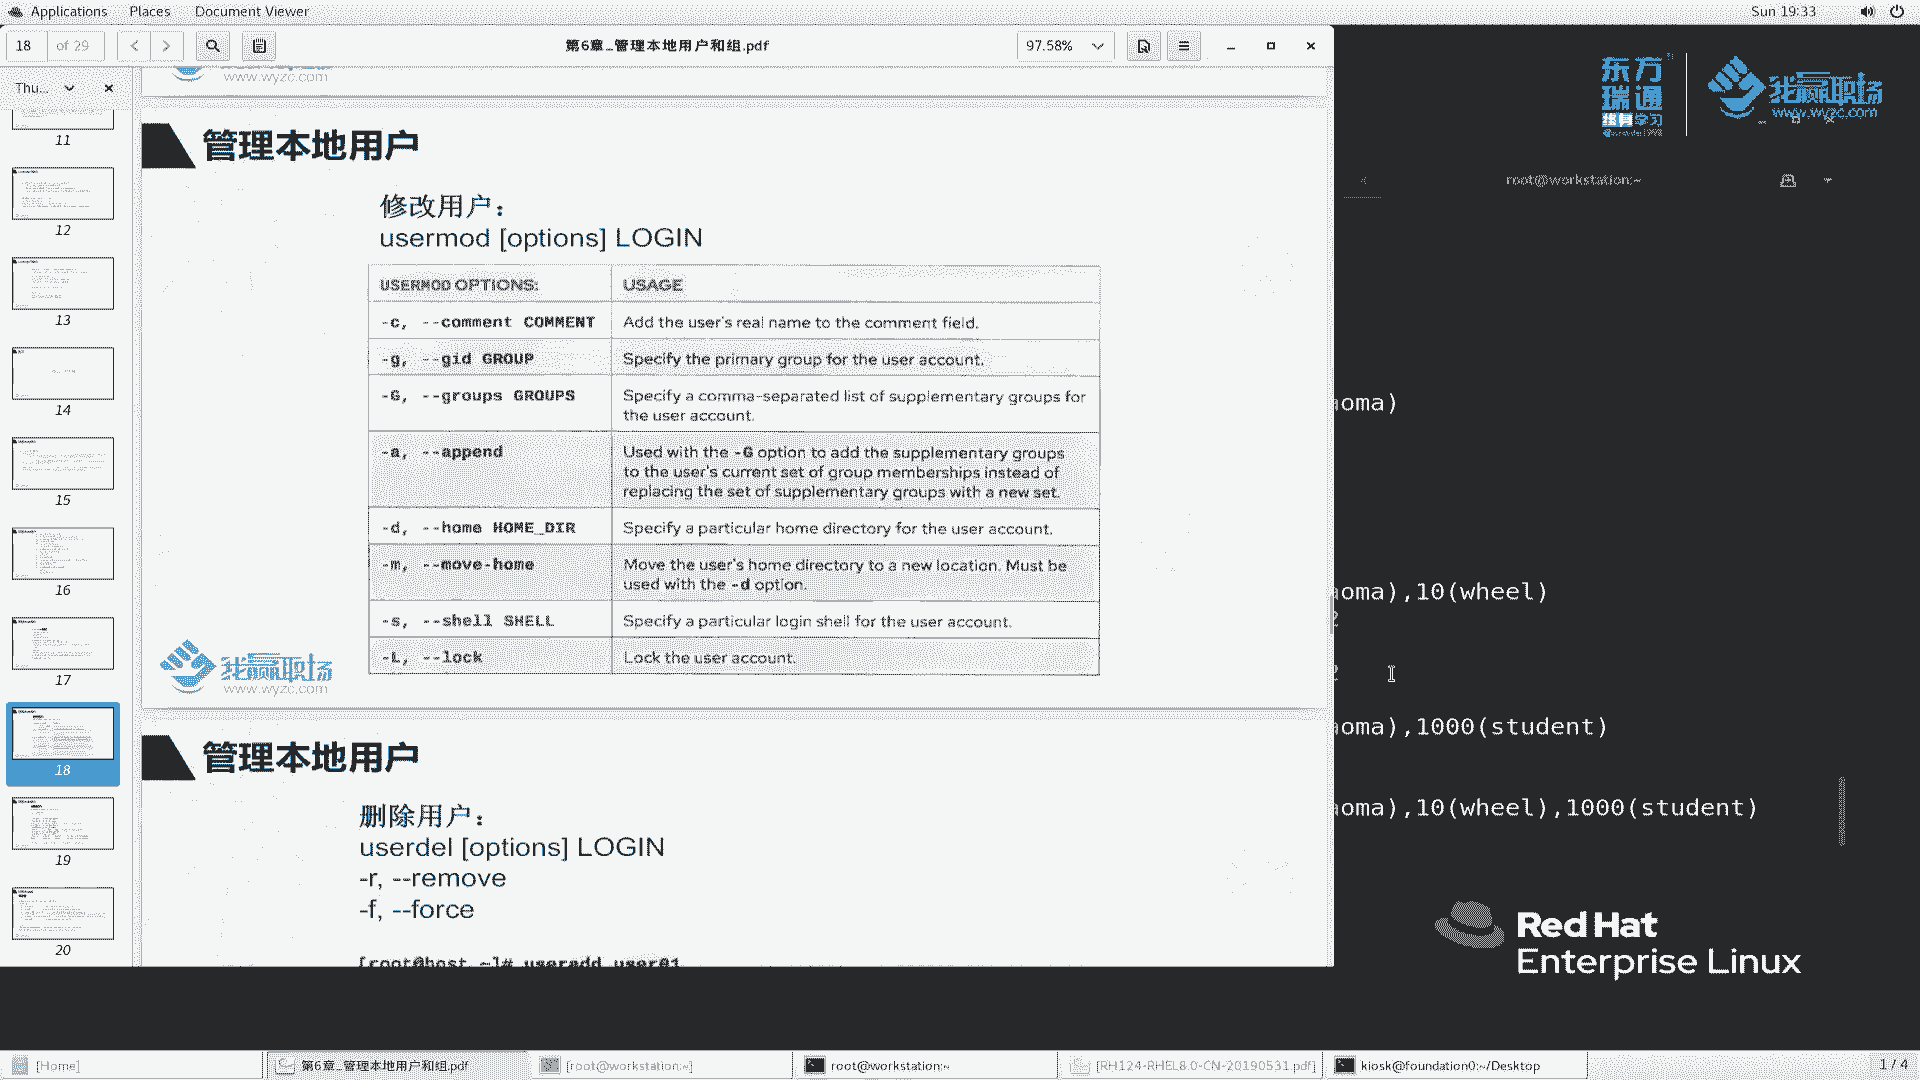 Applications Places Document Viewer Sun 19:33
18 of 29 第6章_管理本地用户和组.pdf 97.58%
Thu...
11
12
13
14
15
16
17
18
19
20
www.wyzc.com
管理本地用户
修改用户：
usermod [options] LOGIN
USERMOD OPTIONS: USAGE
-c, --comment COMMENT Add the user's real name to the comment field.
-g, --gid GROUP Specify the primary group for the user account.
-G, --groups GROUPS Specify a comma-separated list of supplementary groups for
the user account.
-a, --append Used with the -G option to add the supplementary groups
to the user's current set of group memberships instead of
replacing the set of supplementary groups with a new set.
-d, --home HOME_DIR Specify a particular home directory for the user account.
-m, --move-home Move the user's home directory to a new location. Must be
used with the -d option.
-s, --shell SHELL Specify a particular login shell for the user account.
-L, --lock Lock the user account.
我赢职场
www.wyzc.com
管理本地用户
删除用户：
userdel [options] LOGIN
-r, --remove
-f, --force
[root@host ~]# useradd user01
东方
瑞通
终身学习
我赢职场
www.wyzc.com
root@workstation:~
oma)
oma),10(wheel)
2
2
oma),1000(student)
oma),10(wheel),1000(student)
Red Hat
Enterprise Linux
[Home] 第6章_管理本地用户和组.pdf [root@workstation:~] root@workstation:~ [RH124-RHEL8.0-CN-20190531.pdf] kiosk@foundation0:~/Desktop 1 / 4